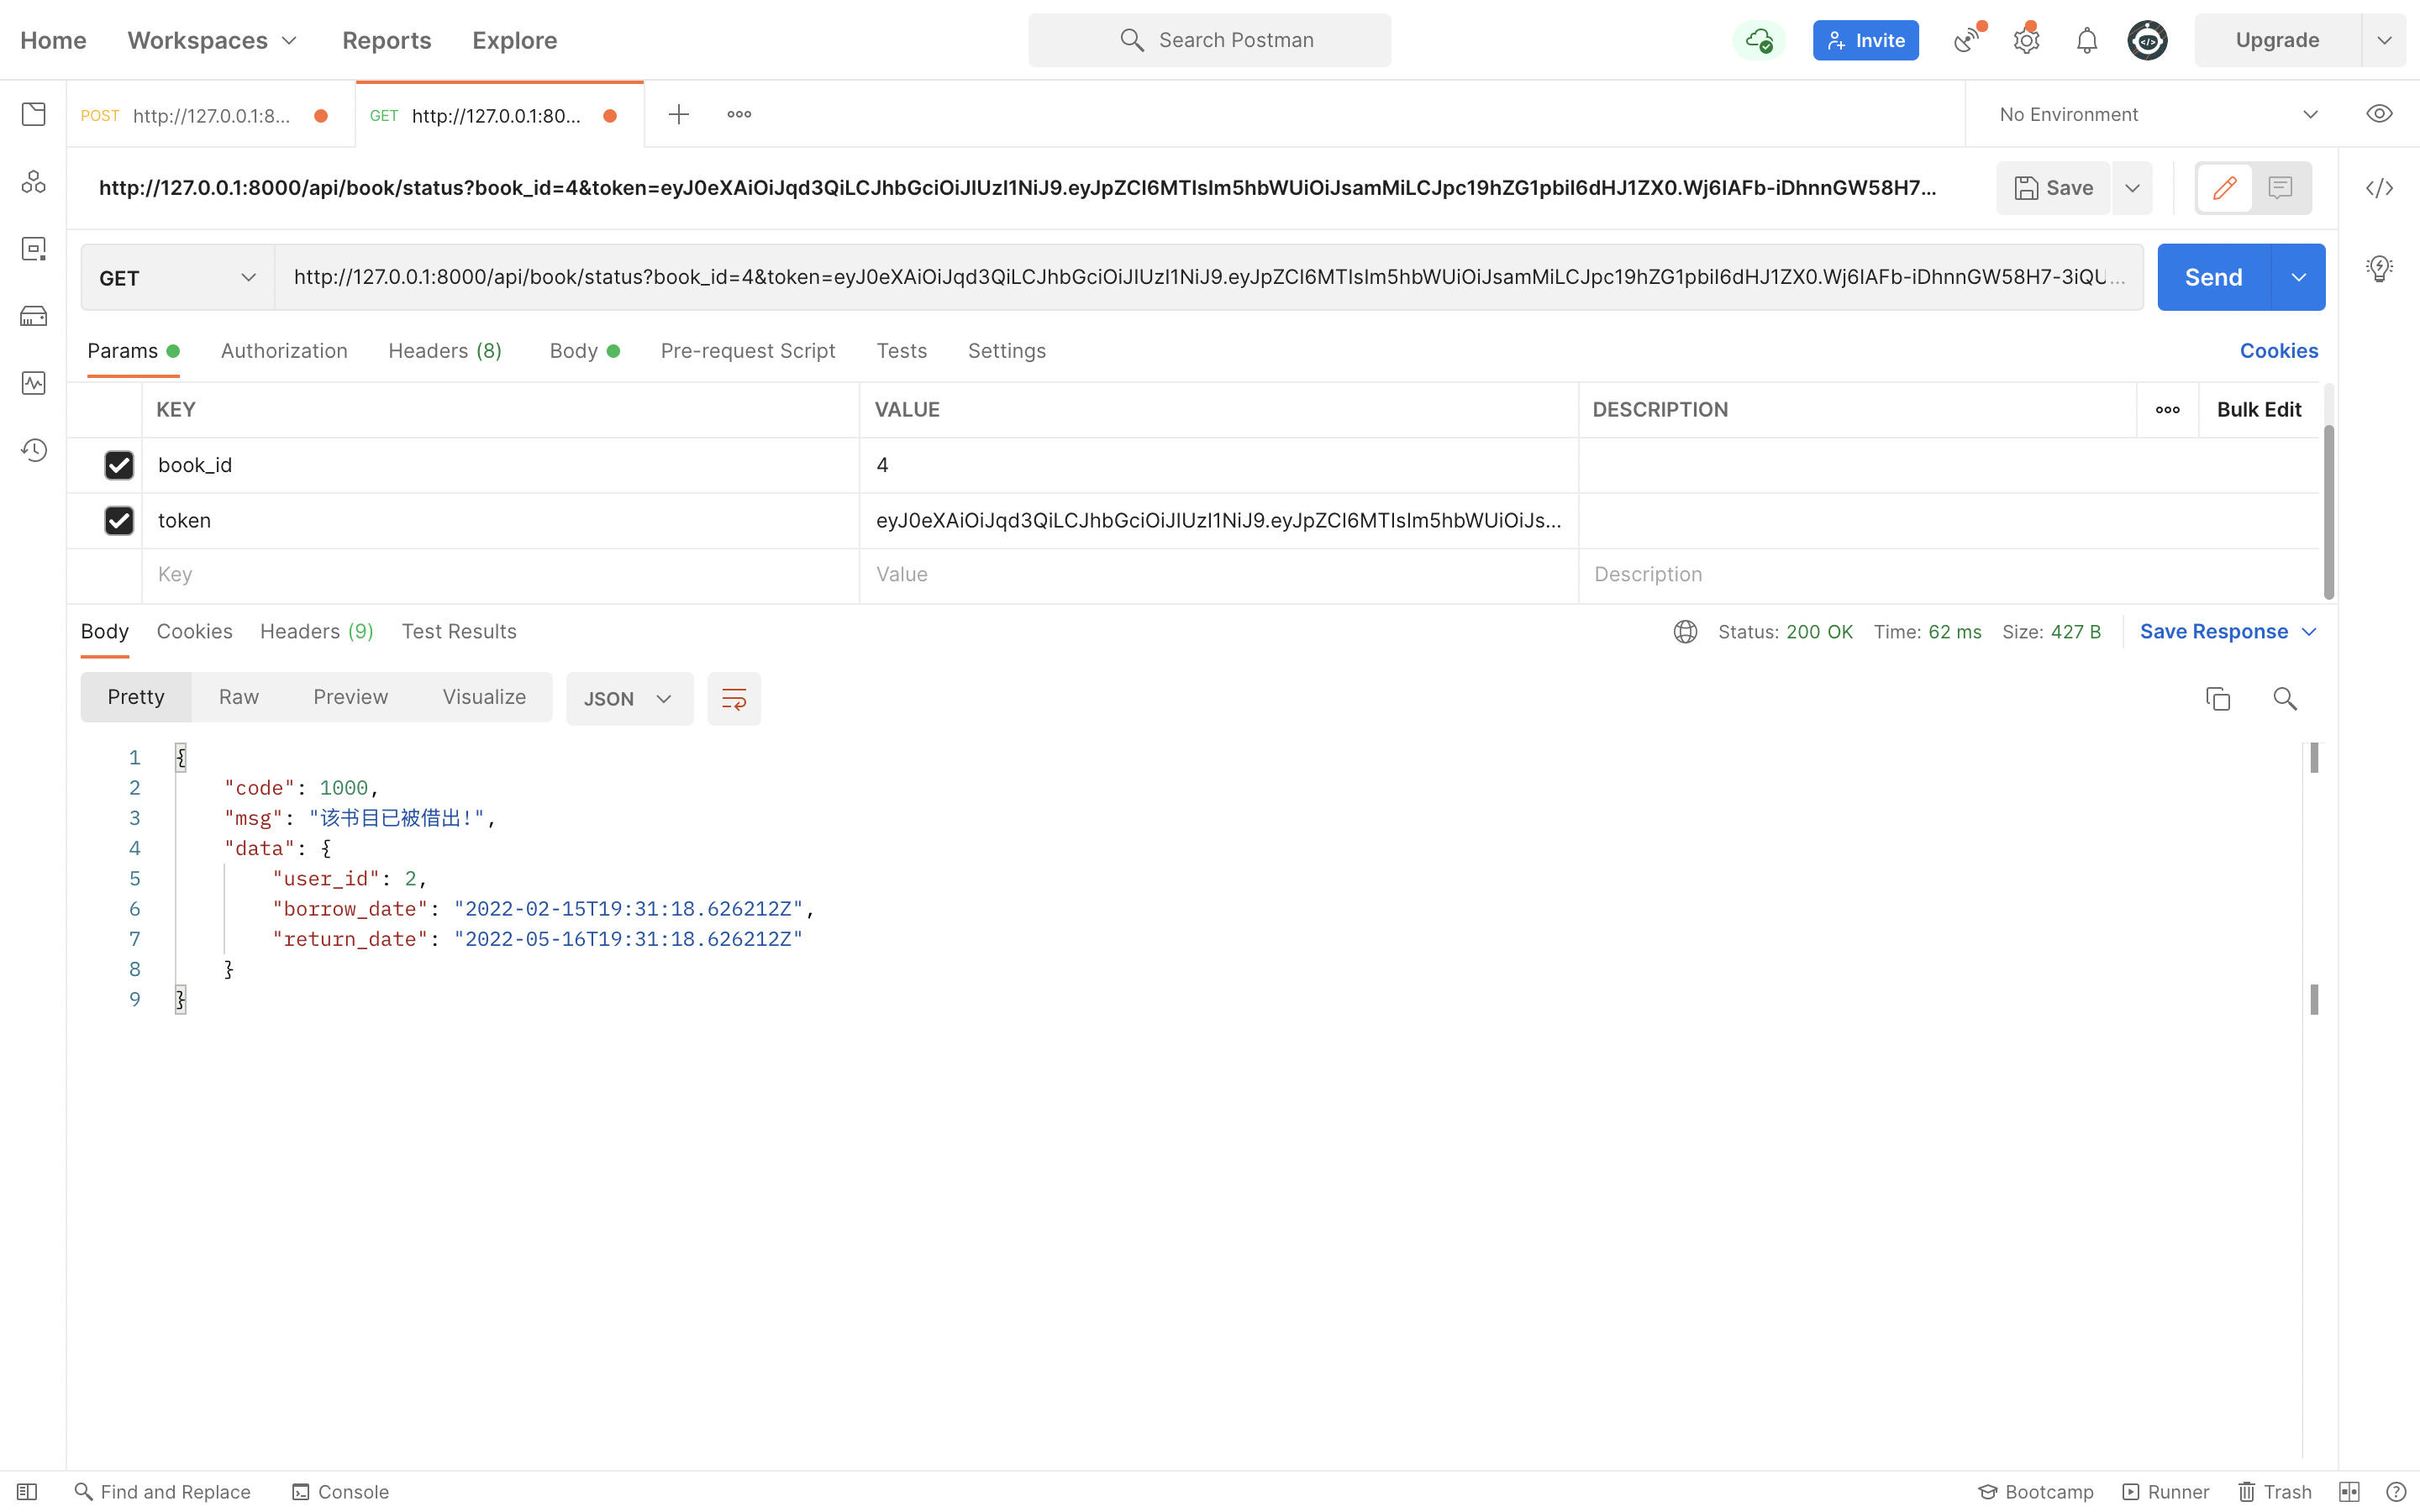 Home Workspaces Reports Explore Search Postman Invite Upgrade
POST http://127.0.0.1:8... GET http://127.0.0.1:80... No Environment
http://127.0.0.1:8000/api/book/status?book_id=4&token=eyJ0eXAiOiJqd3QiLCJhbGciOiJIUzI1NiJ9.eyJpZCI6MTIsIm5hbWUiOiJsamMiLCJpc19hZG1pbiI6dHJ1ZX0.Wj6IAFb-iDhnnGW58H7... Save
GET http://127.0.0.1:8000/api/book/status?book_id=4&token=eyJ0eXAiOiJqd3QiLCJhbGciOiJIUzI1NiJ9.eyJpZCI6MTIsIm5hbWUiOiJsamMiLCJpc19hZG1pbiI6dHJ1ZX0.Wj6IAFb-iDhnnGW58H7-3iQU... Send
Params Authorization Headers (8) Body Pre-request Script Tests Settings Cookies
KEY VALUE DESCRIPTION Bulk Edit
book_id 4
token eyJ0eXAiOiJqd3QiLCJhbGciOiJIUzI1NiJ9.eyJpZCI6MTIsIm5hbWUiOiJs...
Key Value Description
Body Cookies Headers (9) Test Results Status: 200 OK Time: 62 ms Size: 427 B Save Response
Pretty Raw Preview Visualize JSON
1 {
2 "code": 1000,
3 "msg": "该书目已被借出!",
4 "data": {
5 "user_id": 2,
6 "borrow_date": "2022-02-15T19:31:18.626212Z",
7 "return_date": "2022-05-16T19:31:18.626212Z"
8 }
9 }
Find and Replace Console Bootcamp Runner Trash